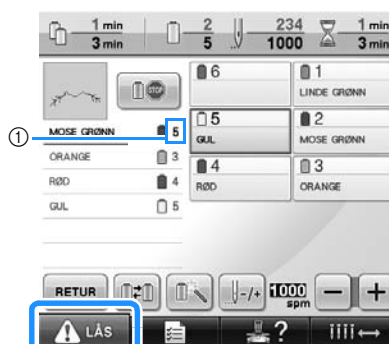 1 min
3 min
2
5
234
1000
1 min
3 min
6
1
LINDE GRØNN
MOSE GRØNN 5
5
GUL
2
MOSE GRØNN
ORANGE 3
RØD 4
GUL 5
4
RØD
3
ORANGE
1
RETUR
-/+
1000
spm
−
+
LÅS
?